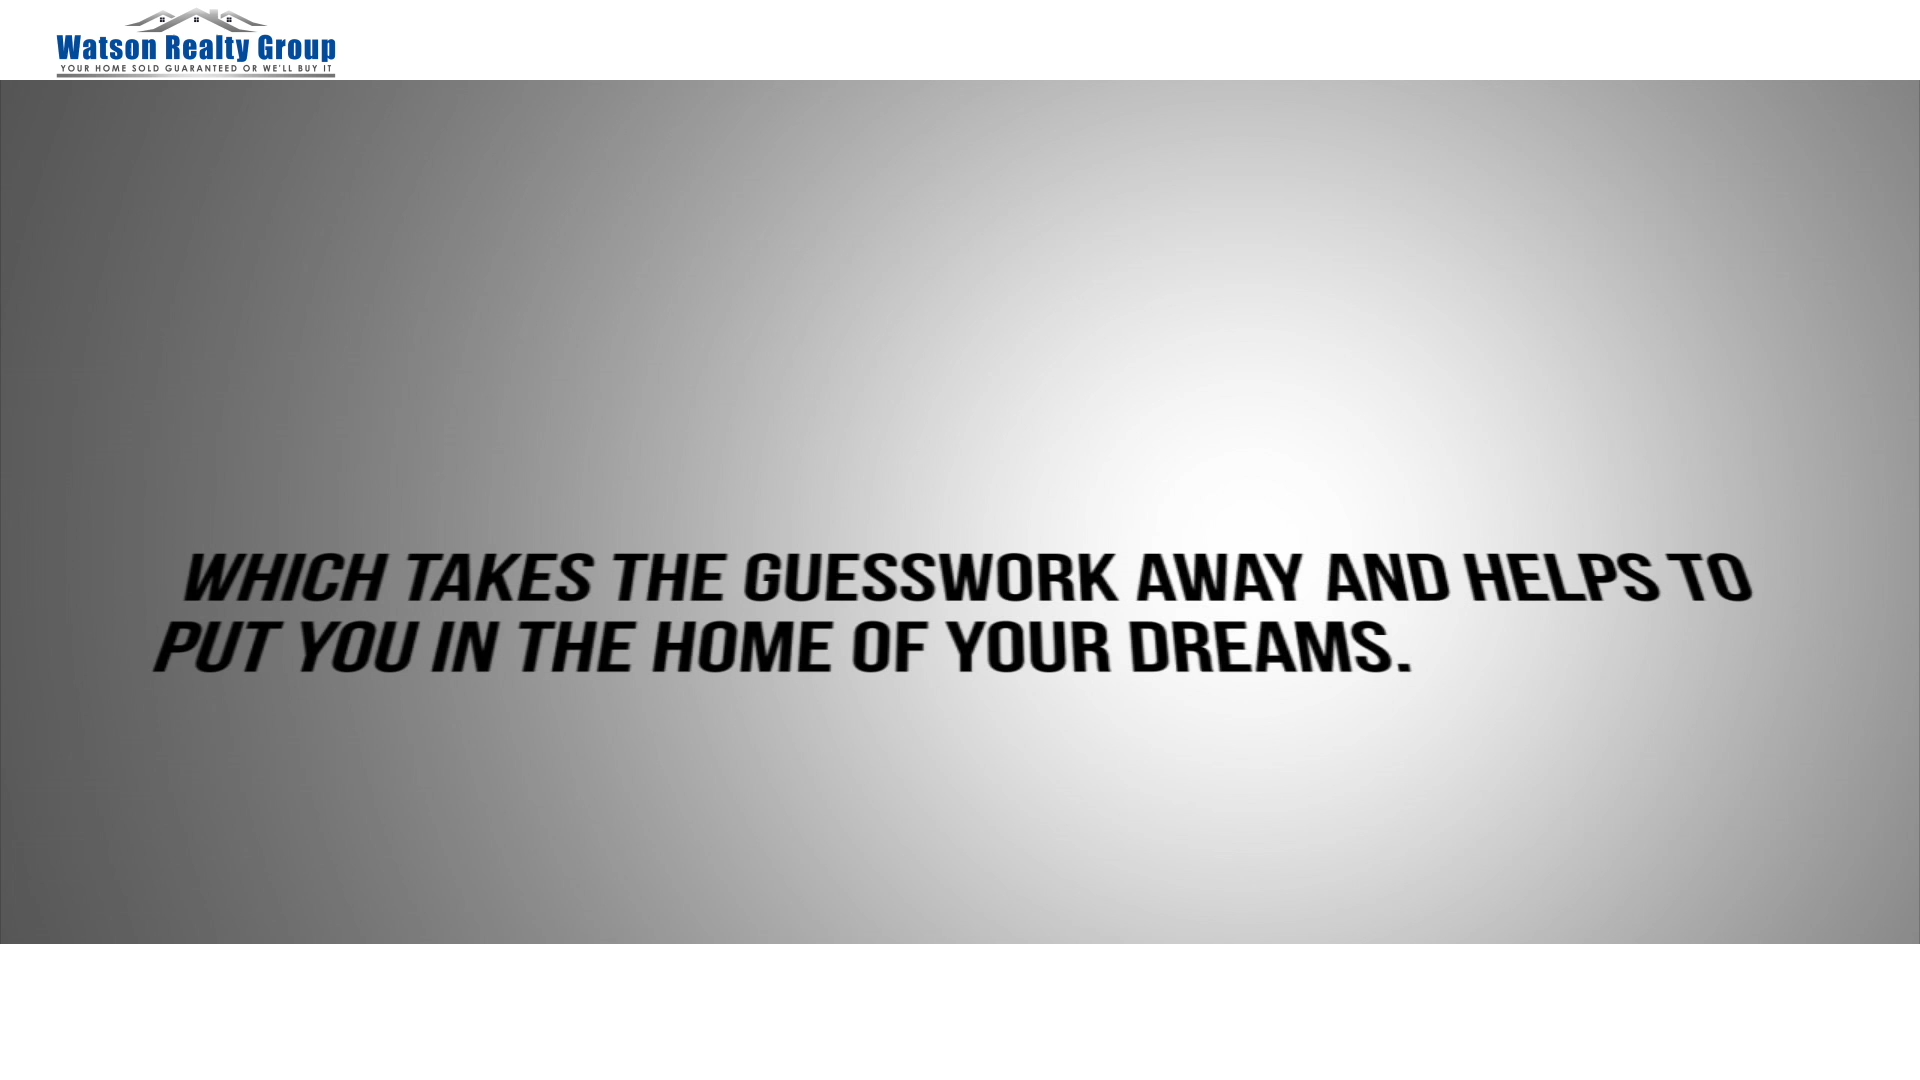 Watson Realty Group
YOUR HOME SOLD GUARANTEED OR WE'LL BUY IT
WHICH TAKES THE GUESSWORK AWAY AND HELPS TO
PUT YOU IN THE HOME OF YOUR DREAMS.